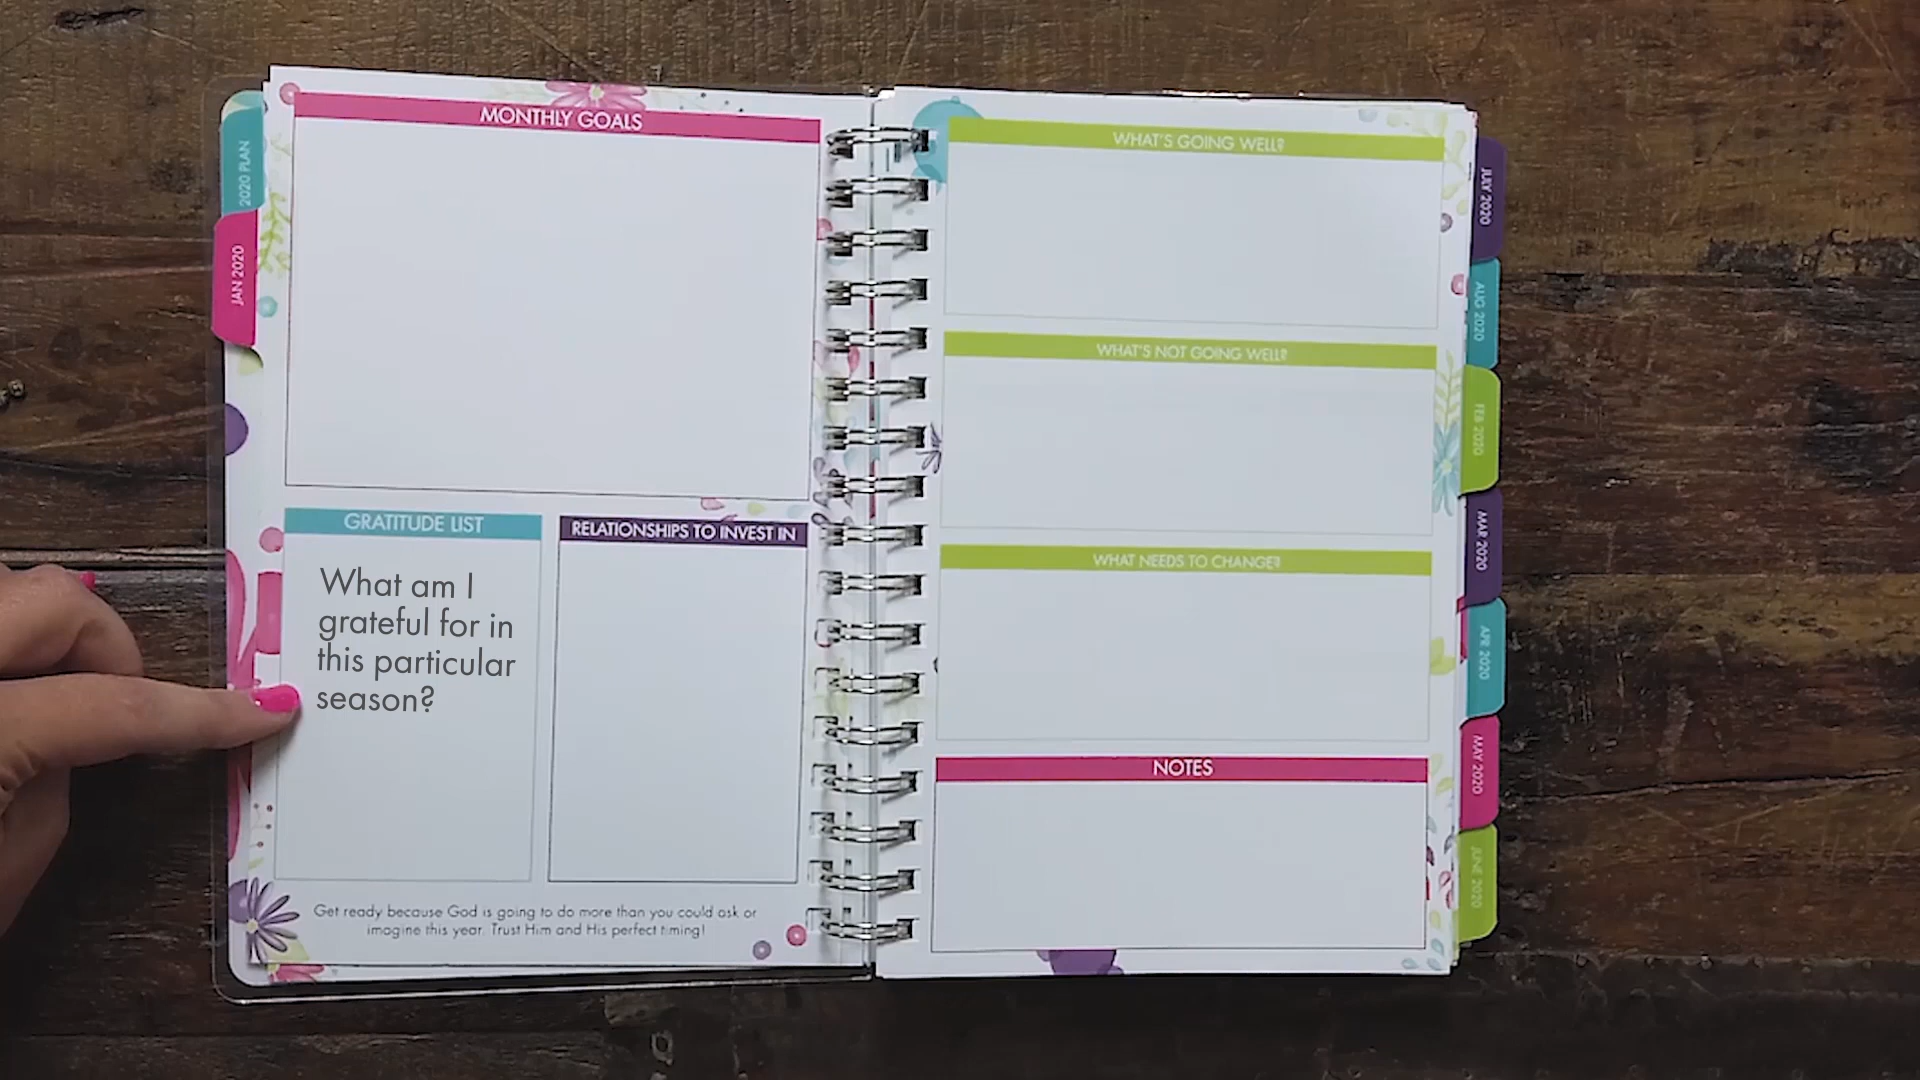 2020 PLAN
JAN 2020
MONTHLY GOALS
GRATITUDE LIST
What am I
grateful for in
this particular
season?
RELATIONSHIPS TO INVEST IN
Get ready because God is going to do more than you could ask or
imagine this year. Trust Him and His perfect timing!
WHAT'S GOING WELL?
WHAT'S NOT GOING WELL?
WHAT NEEDS TO CHANGE?
NOTES
JULY 2020
AUG 2020
FEB 2020
MAR 2020
APR 2020
MAY 2020
JUNE 2020